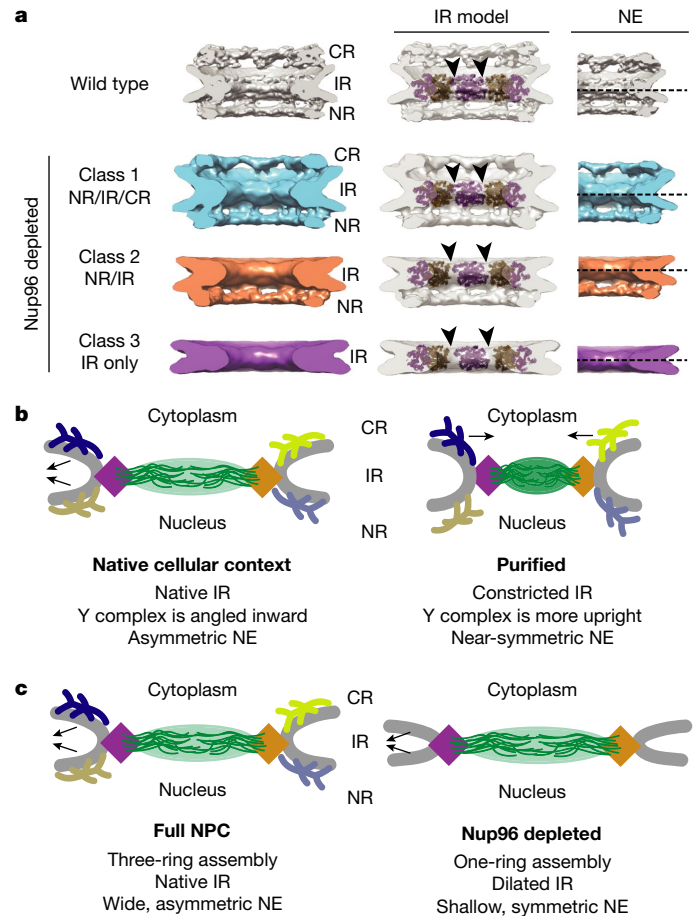 a
IR model
NE
Wild type
CR
IR
NR
Nup96 depleted
Class 1
NR/IR/CR
CR
IR
NR
Class 2
NR/IR
IR
NR
Class 3
IR only
IR
b
Cytoplasm
Nucleus
Native cellular context
Native IR
Y complex is angled inward
Asymmetric NE
CR
IR
NR
Cytoplasm
Nucleus
Purified
Constricted IR
Y complex is more upright
Near-symmetric NE
c
Cytoplasm
Nucleus
Full NPC
Three-ring assembly
Native IR
Wide, asymmetric NE
CR
IR
NR
Cytoplasm
Nucleus
Nup96 depleted
One-ring assembly
Dilated IR
Shallow, symmetric NE